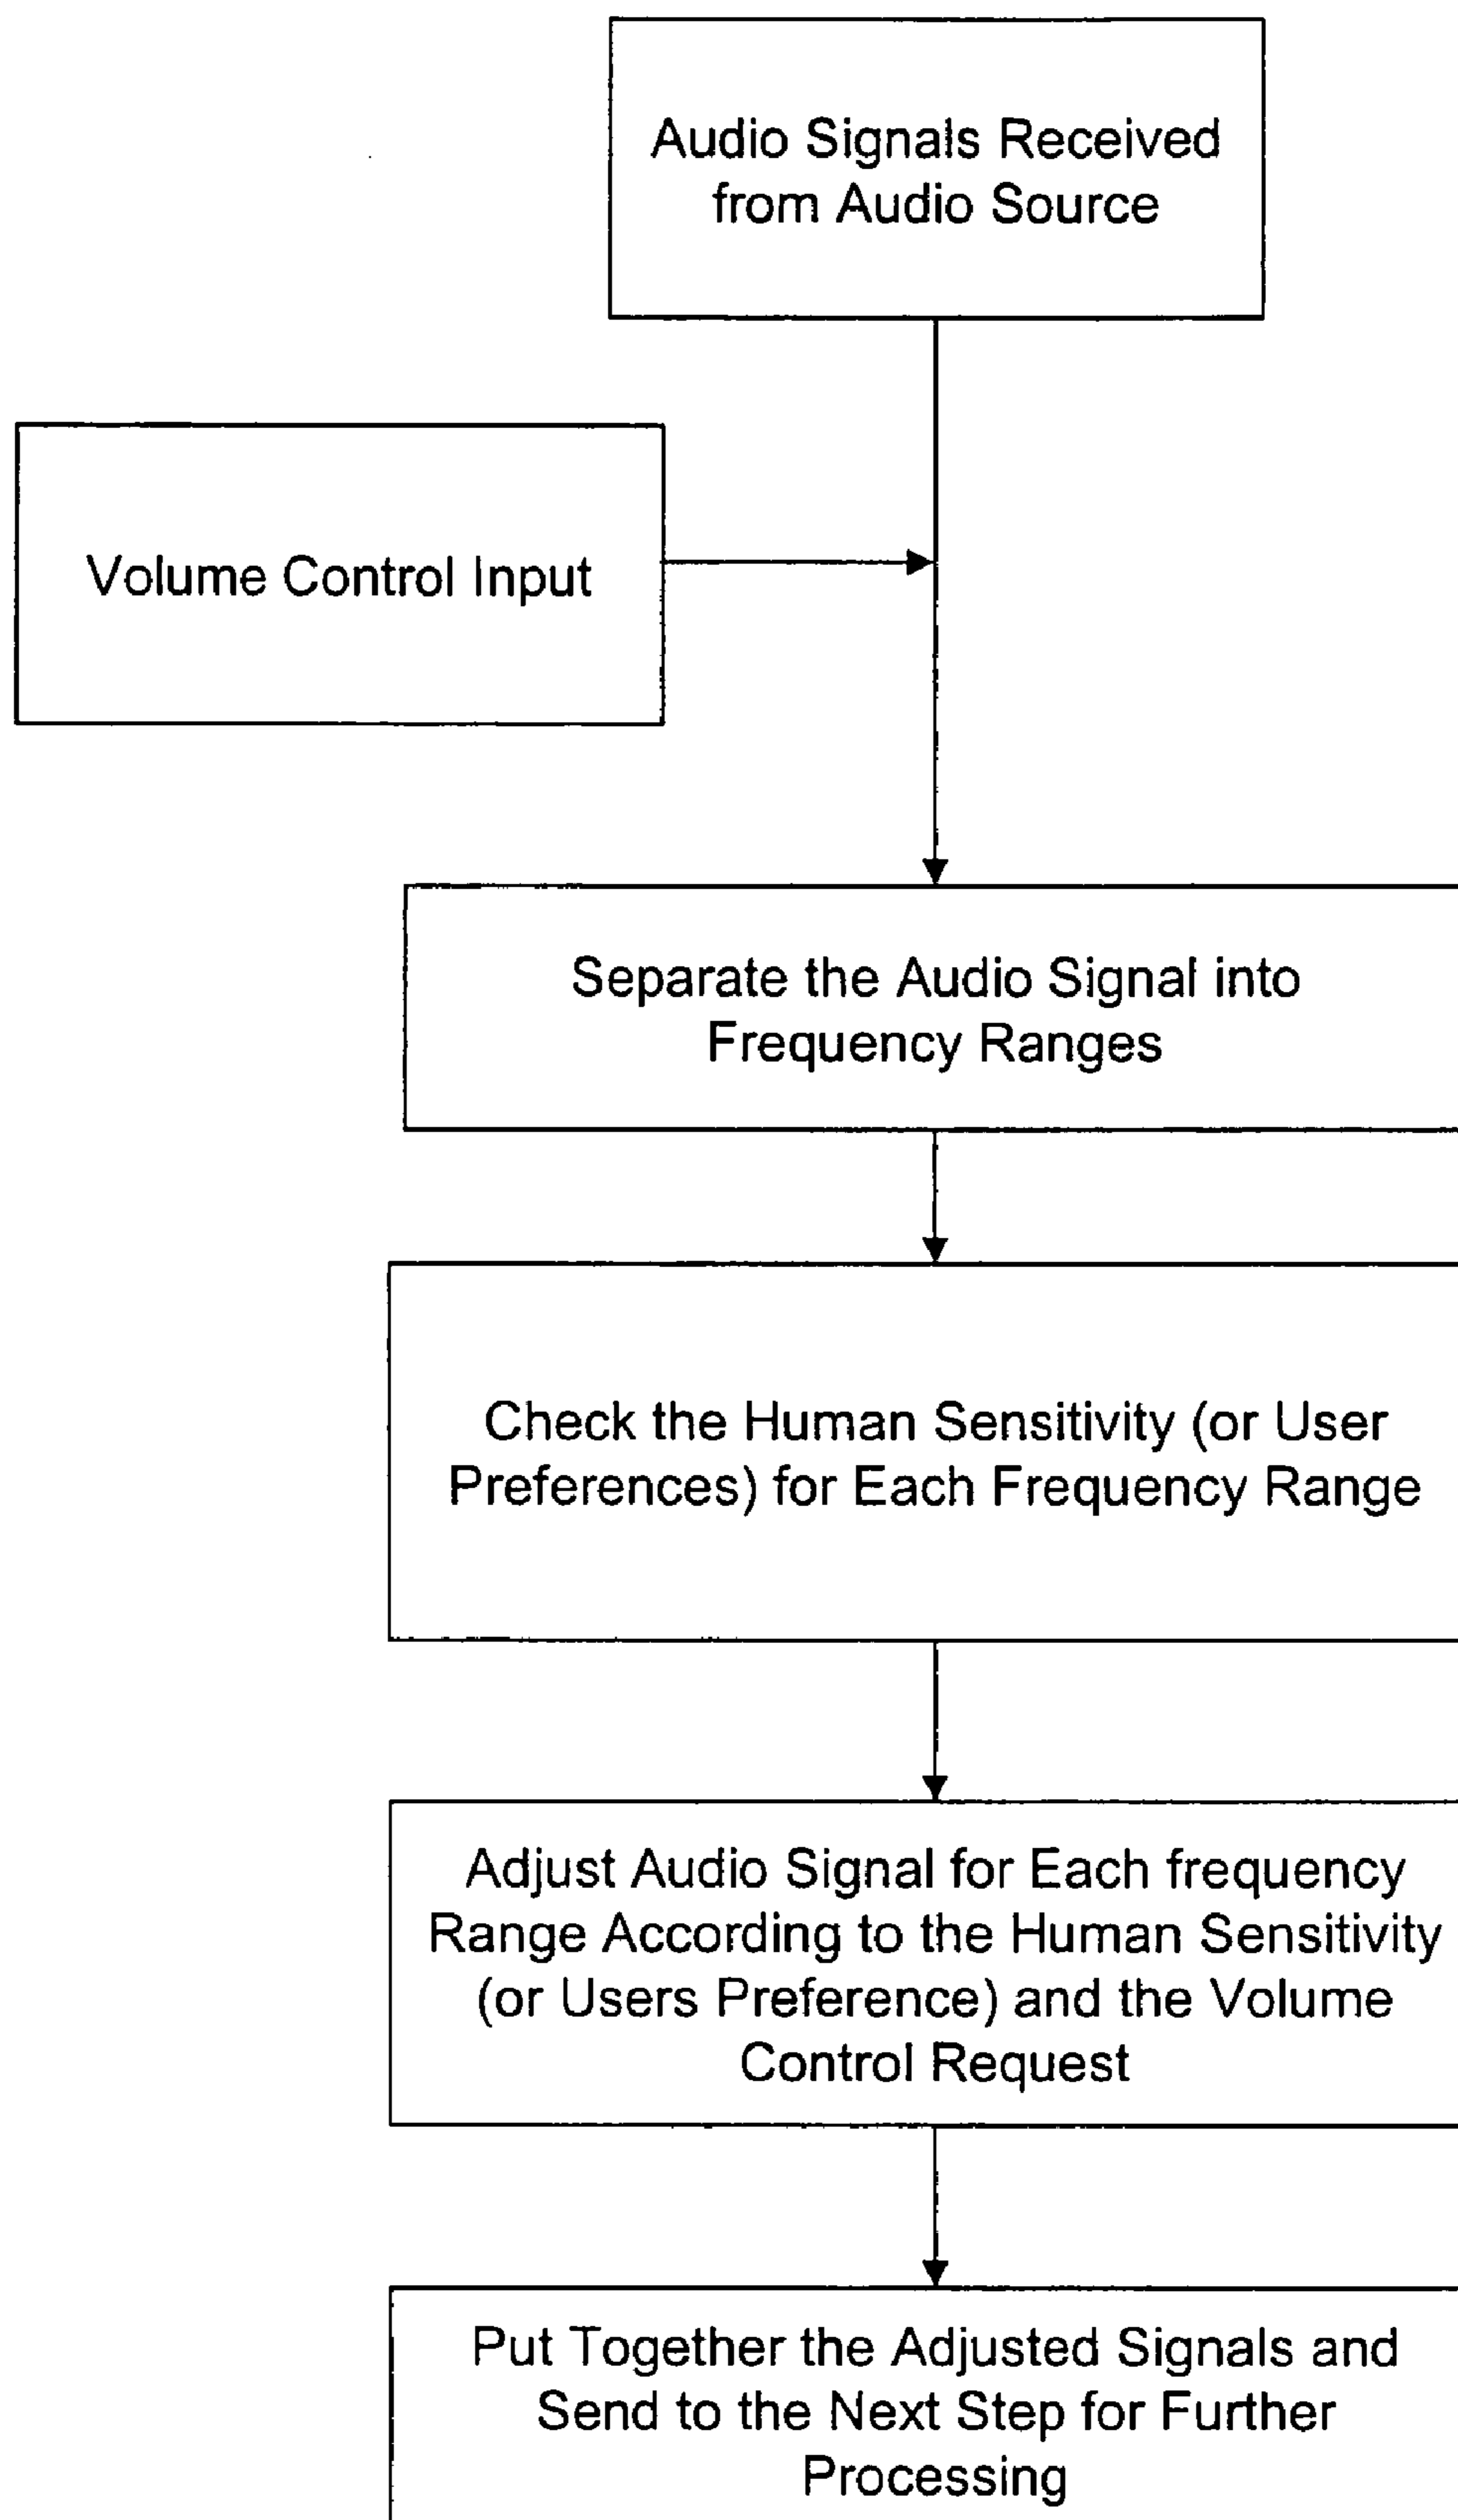 Audio Signals Received
from Audio Source
Volume Control Input
Separate the Audio Signal into
Frequency Ranges
Check the Human Sensitivity (or User
Preferences) for Each Frequency Range
Adjust Audio Signal for Each frequency
Range According to the Human Sensitivity
(or Users Preference) and the Volume
Control Request
Put Together the Adjusted Signals and
Send to the Next Step for Further
Processing